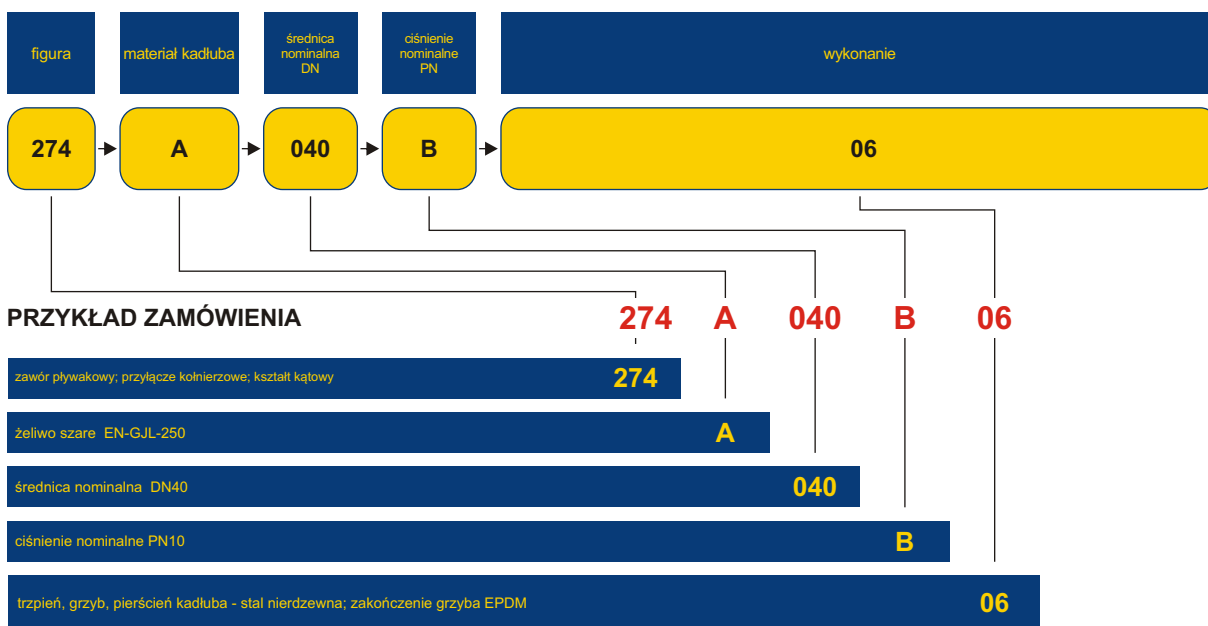 figura
materiał kadłuba
średnica
nominalna
DN
ciśnienie
nominalne
PN
wykonanie
274
A
040
B
06
PRZYKŁAD ZAMÓWIENIA
274 A 040 B 06
zawór pływakowy; przyłącze kołnierzowe; kształt kątowy 274
żeliwo szare EN-GJL-250 A
średnica nominalna DN40 040
ciśnienie nominalne PN10 B
trzpień, grzyb, pierścień kadłuba - stal nierdzewna; zakończenie grzyba EPDM 06